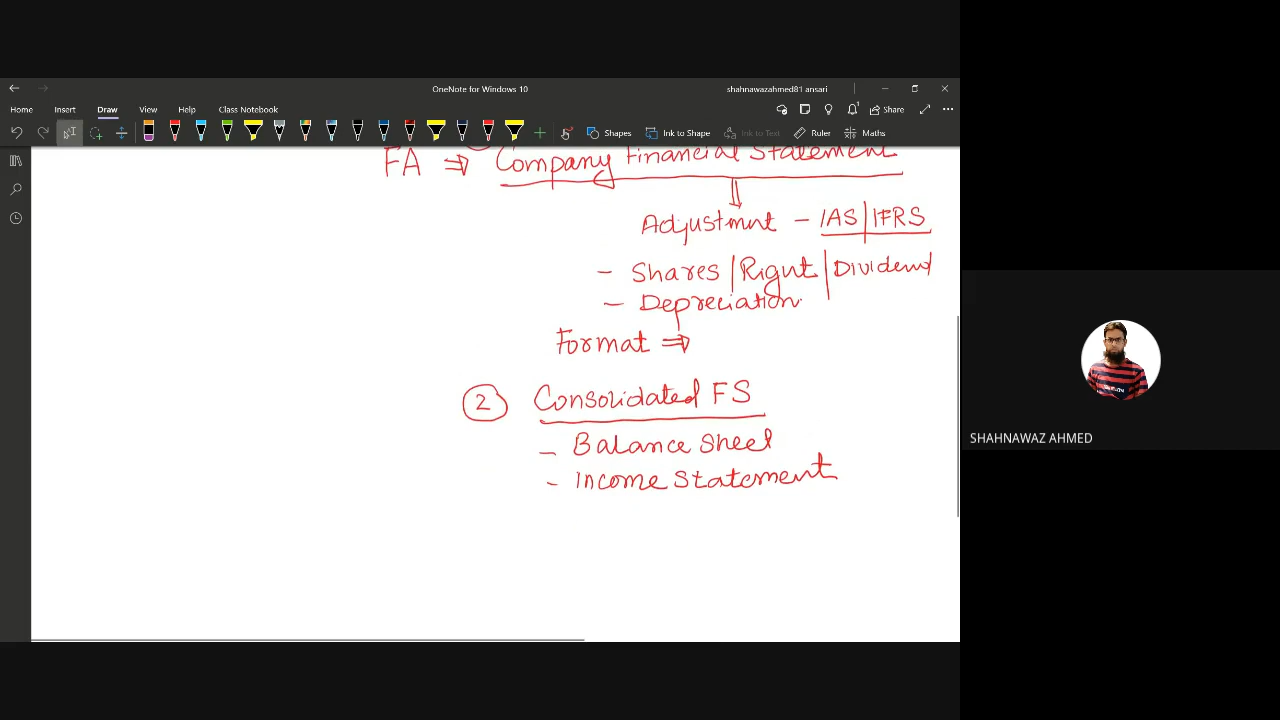 OneNote for Windows 10
shahnawazahmed81 ansari
Home Insert Draw View Help Class Notebook Share
Shapes Ink to Shape Ink to Text Ruler Maths
FA ⇒ Company Financial Statement
Adjustment - IAS | IFRS
- Shares | Right | Dividend
- Depreciation
Format ⇒
2 Consolidated FS
- Balance Sheet
- Income Statement
SHAHNAWAZ AHMED